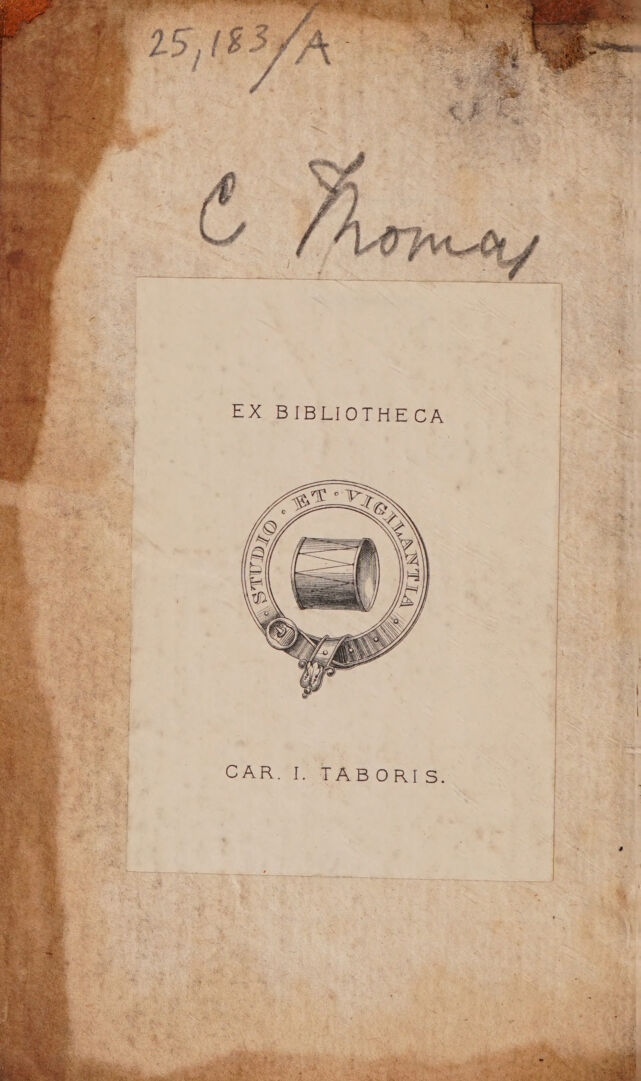 25,183/A
C Thomas
EX BIBLIOTHECA
· STUDIO · ET · VIGILANTIA ·
CAR. I. TABORIS.